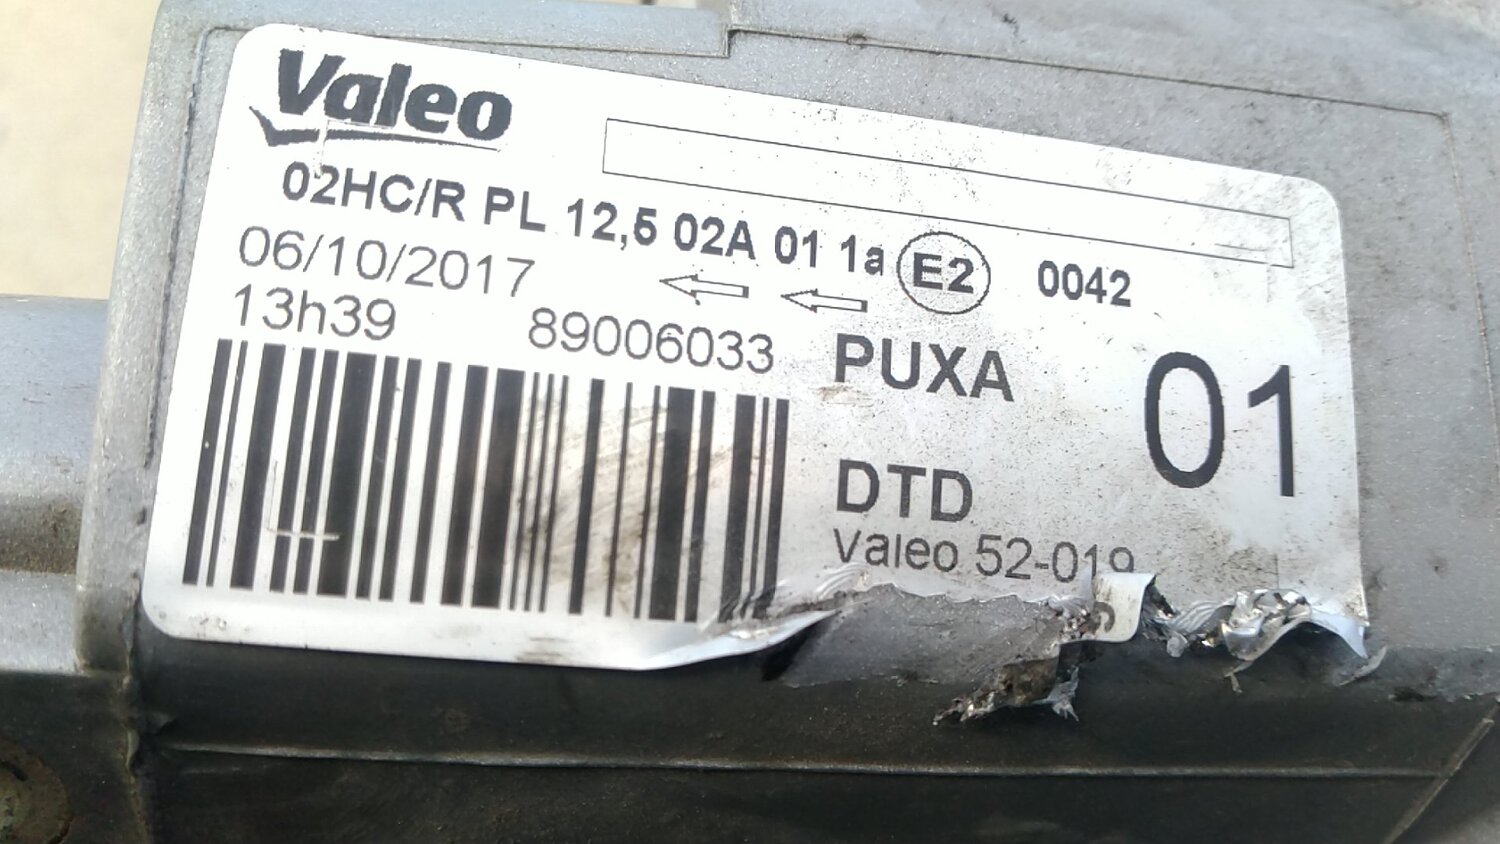 Valeo
02HC/R PL 12,5 02A 01 1a E2 0042
06/10/2017
13h39 89006033
PUXA 01
DTD
Valeo 52-019